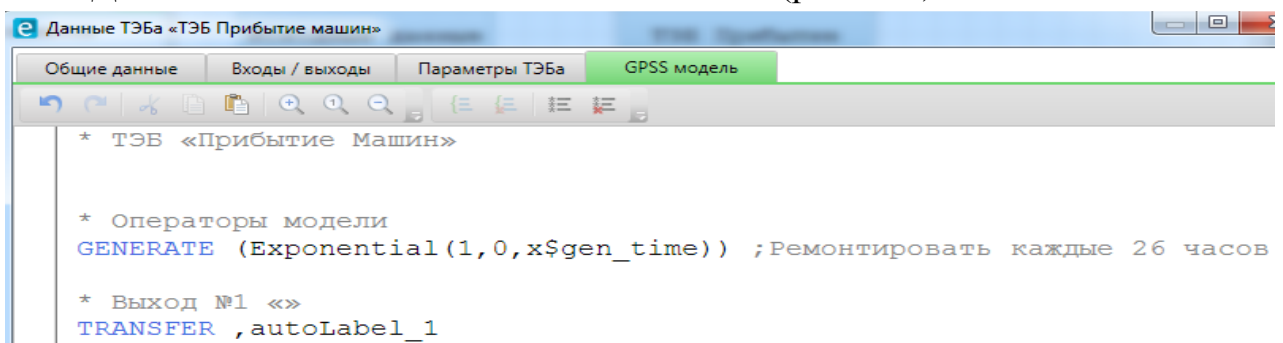 Данные ТЭБа «ТЭБ Прибытие машин»
Общие данные Входы / выходы Параметры ТЭБа GPSS модель
* ТЭБ «Прибытие Машин»
* Операторы модели
GENERATE (Exponential(1,0,x$gen_time)) ;Ремонтировать каждые 26 часов
* Выход №1 «»
TRANSFER ,autoLabel_1